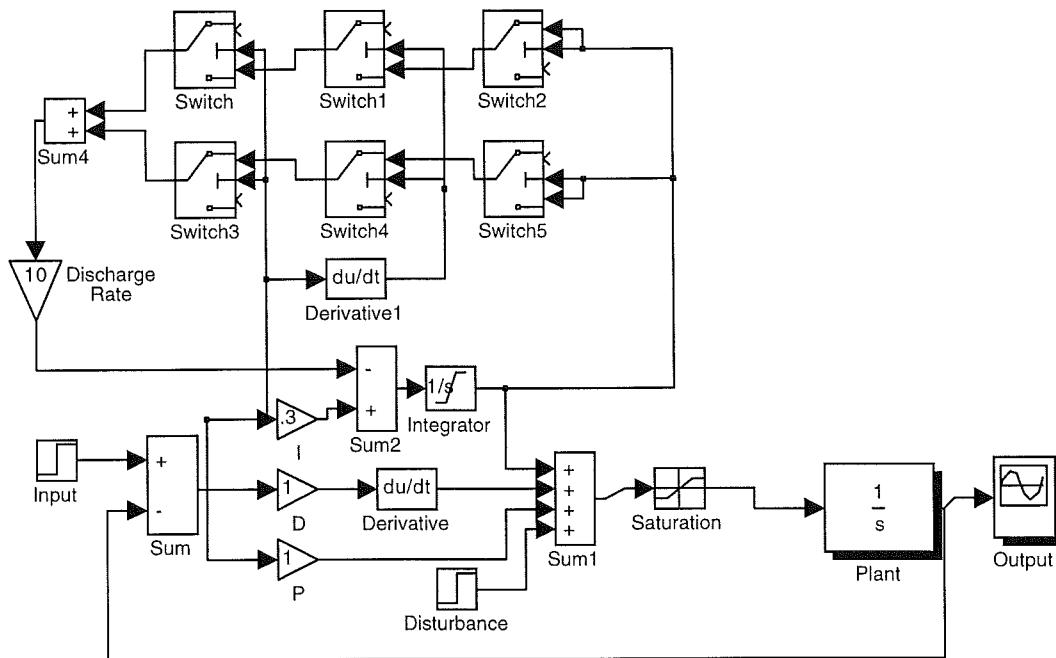 Switch
Switch1
Switch2
+
+
Sum4
Switch3
Switch4
Switch5
10
Discharge
Rate
du/dt
Derivative1
-
+
Sum2
1/s
Integrator
.3
I
Input
+
-
Sum
1
D
du/dt
Derivative
1
P
Disturbance
+
+
+
+
Sum1
Saturation
1
s
Plant
Output